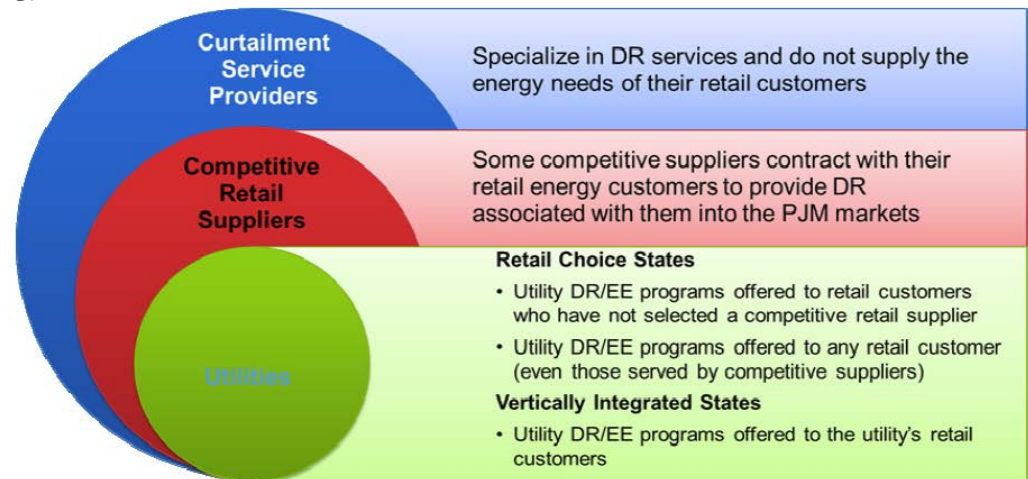 Curtailment
Service
Providers
Specialize in DR services and do not supply the
energy needs of their retail customers
Competitive
Retail
Suppliers
Some competitive suppliers contract with their
retail energy customers to provide DR
associated with them into the PJM markets
Utilities
Retail Choice States
• Utility DR/EE programs offered to retail customers
who have not selected a competitive retail supplier
• Utility DR/EE programs offered to any retail customer
(even those served by competitive suppliers)
Vertically Integrated States
• Utility DR/EE programs offered to the utility's retail
customers